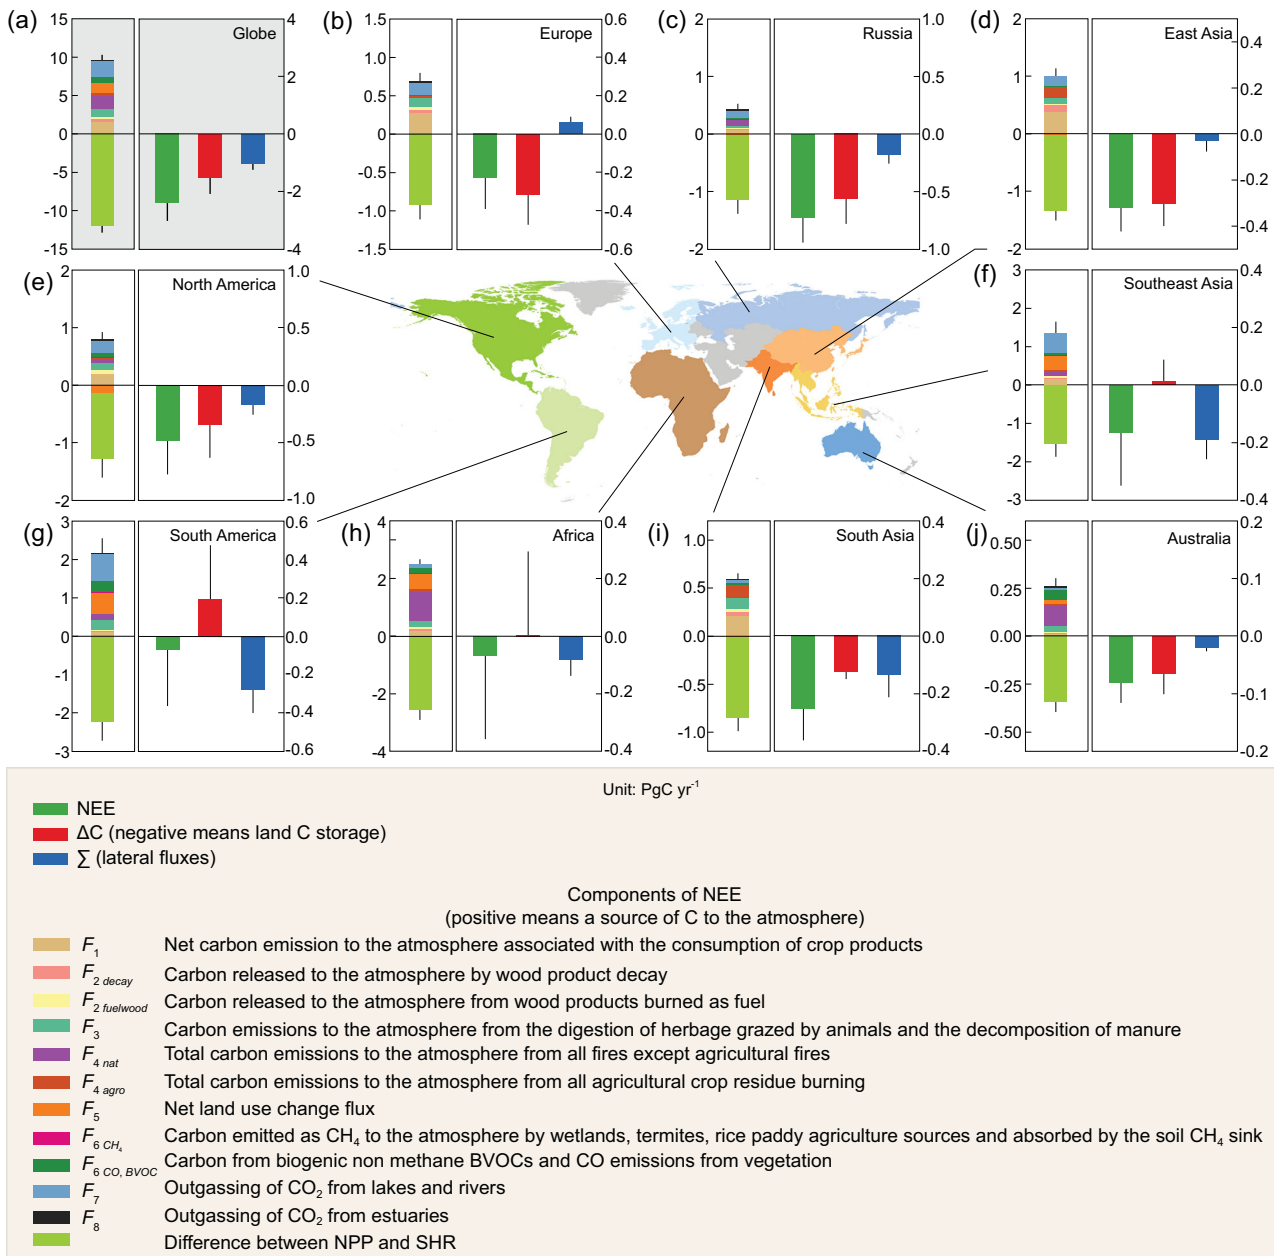 (a)
Globe
15
10
5
0
-5
-10
15
4
2
0
-2
-4
(b)
Europe
1.5
1.0
0.5
0.0
-0.5
-1.0
-1.5
0.6
0.4
0.2
0.0
-0.2
-0.4
-0.6
(c)
Russia
2
1
0
-1
-2
1.0
0.5
0.0
-0.5
-1.0
(d)
East Asia
2
1
0
-1
-2
0.4
0.2
0.0
-0.2
-0.4
(e)
North America
2
1
0
-1
-2
1.0
0.5
0.0
-0.5
-1.0
(f)
Southeast Asia
3
2
1
0
-1
-2
-3
0.4
0.2
0.0
-0.2
-0.4
(g)
South America
3
2
1
0
-1
-2
-3
0.6
0.4
0.2
0.0
-0.2
-0.4
-0.6
(h)
Africa
4
2
0
-2
-4
0.4
0.2
0.0
-0.2
-0.4
(i)
South Asia
1.0
0.5
0.0
-0.5
-1.0
0.4
0.2
0.0
-0.2
-0.4
(j)
Australia
0.50
0.25
0.00
-0.25
0.50
0.2
0.1
0.0
-0.1
-0.2
Unit: PgC yr-1
NEE
ΔC (negative means land C storage)
∑ (lateral fluxes)
Components of NEE
(positive means a source of C to the atmosphere)
F1 Net carbon emission to the atmosphere associated with the consumption of crop products
F2 decay Carbon released to the atmosphere by wood product decay
F2 fuelwood Carbon released to the atmosphere from wood products burned as fuel
F3 Carbon emissions to the atmosphere from the digestion of herbage grazed by animals and the decomposition of manure
F4 nat Total carbon emissions to the atmosphere from all fires except agricultural fires
F4 agro Total carbon emissions to the atmosphere from all agricultural crop residue burning
F5 Net land use change flux
F6 CH4 Carbon emitted as CH4 to the atmosphere by wetlands, termites, rice paddy agriculture sources and absorbed by the soil CH4 sink
F6 CO, BVOC Carbon from biogenic non methane BVOCs and CO emissions from vegetation
F7 Outgassing of CO2 from lakes and rivers
F8 Outgassing of CO2 from estuaries
Difference between NPP and SHR